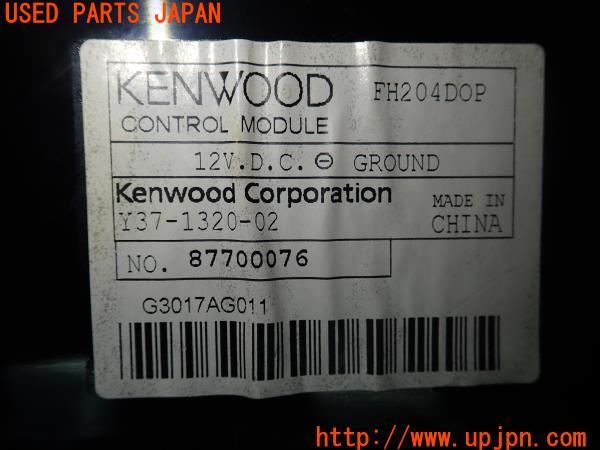 USED PARTS JAPAN
KENWOOD FH204DOP
CONTROL MODULE
12V.D.C. ⊖ GROUND
Kenwood Corporation
Y37-1320-02
MADE IN
CHINA
NO. 87700076
G3017AG011
http://www.upjpn.com